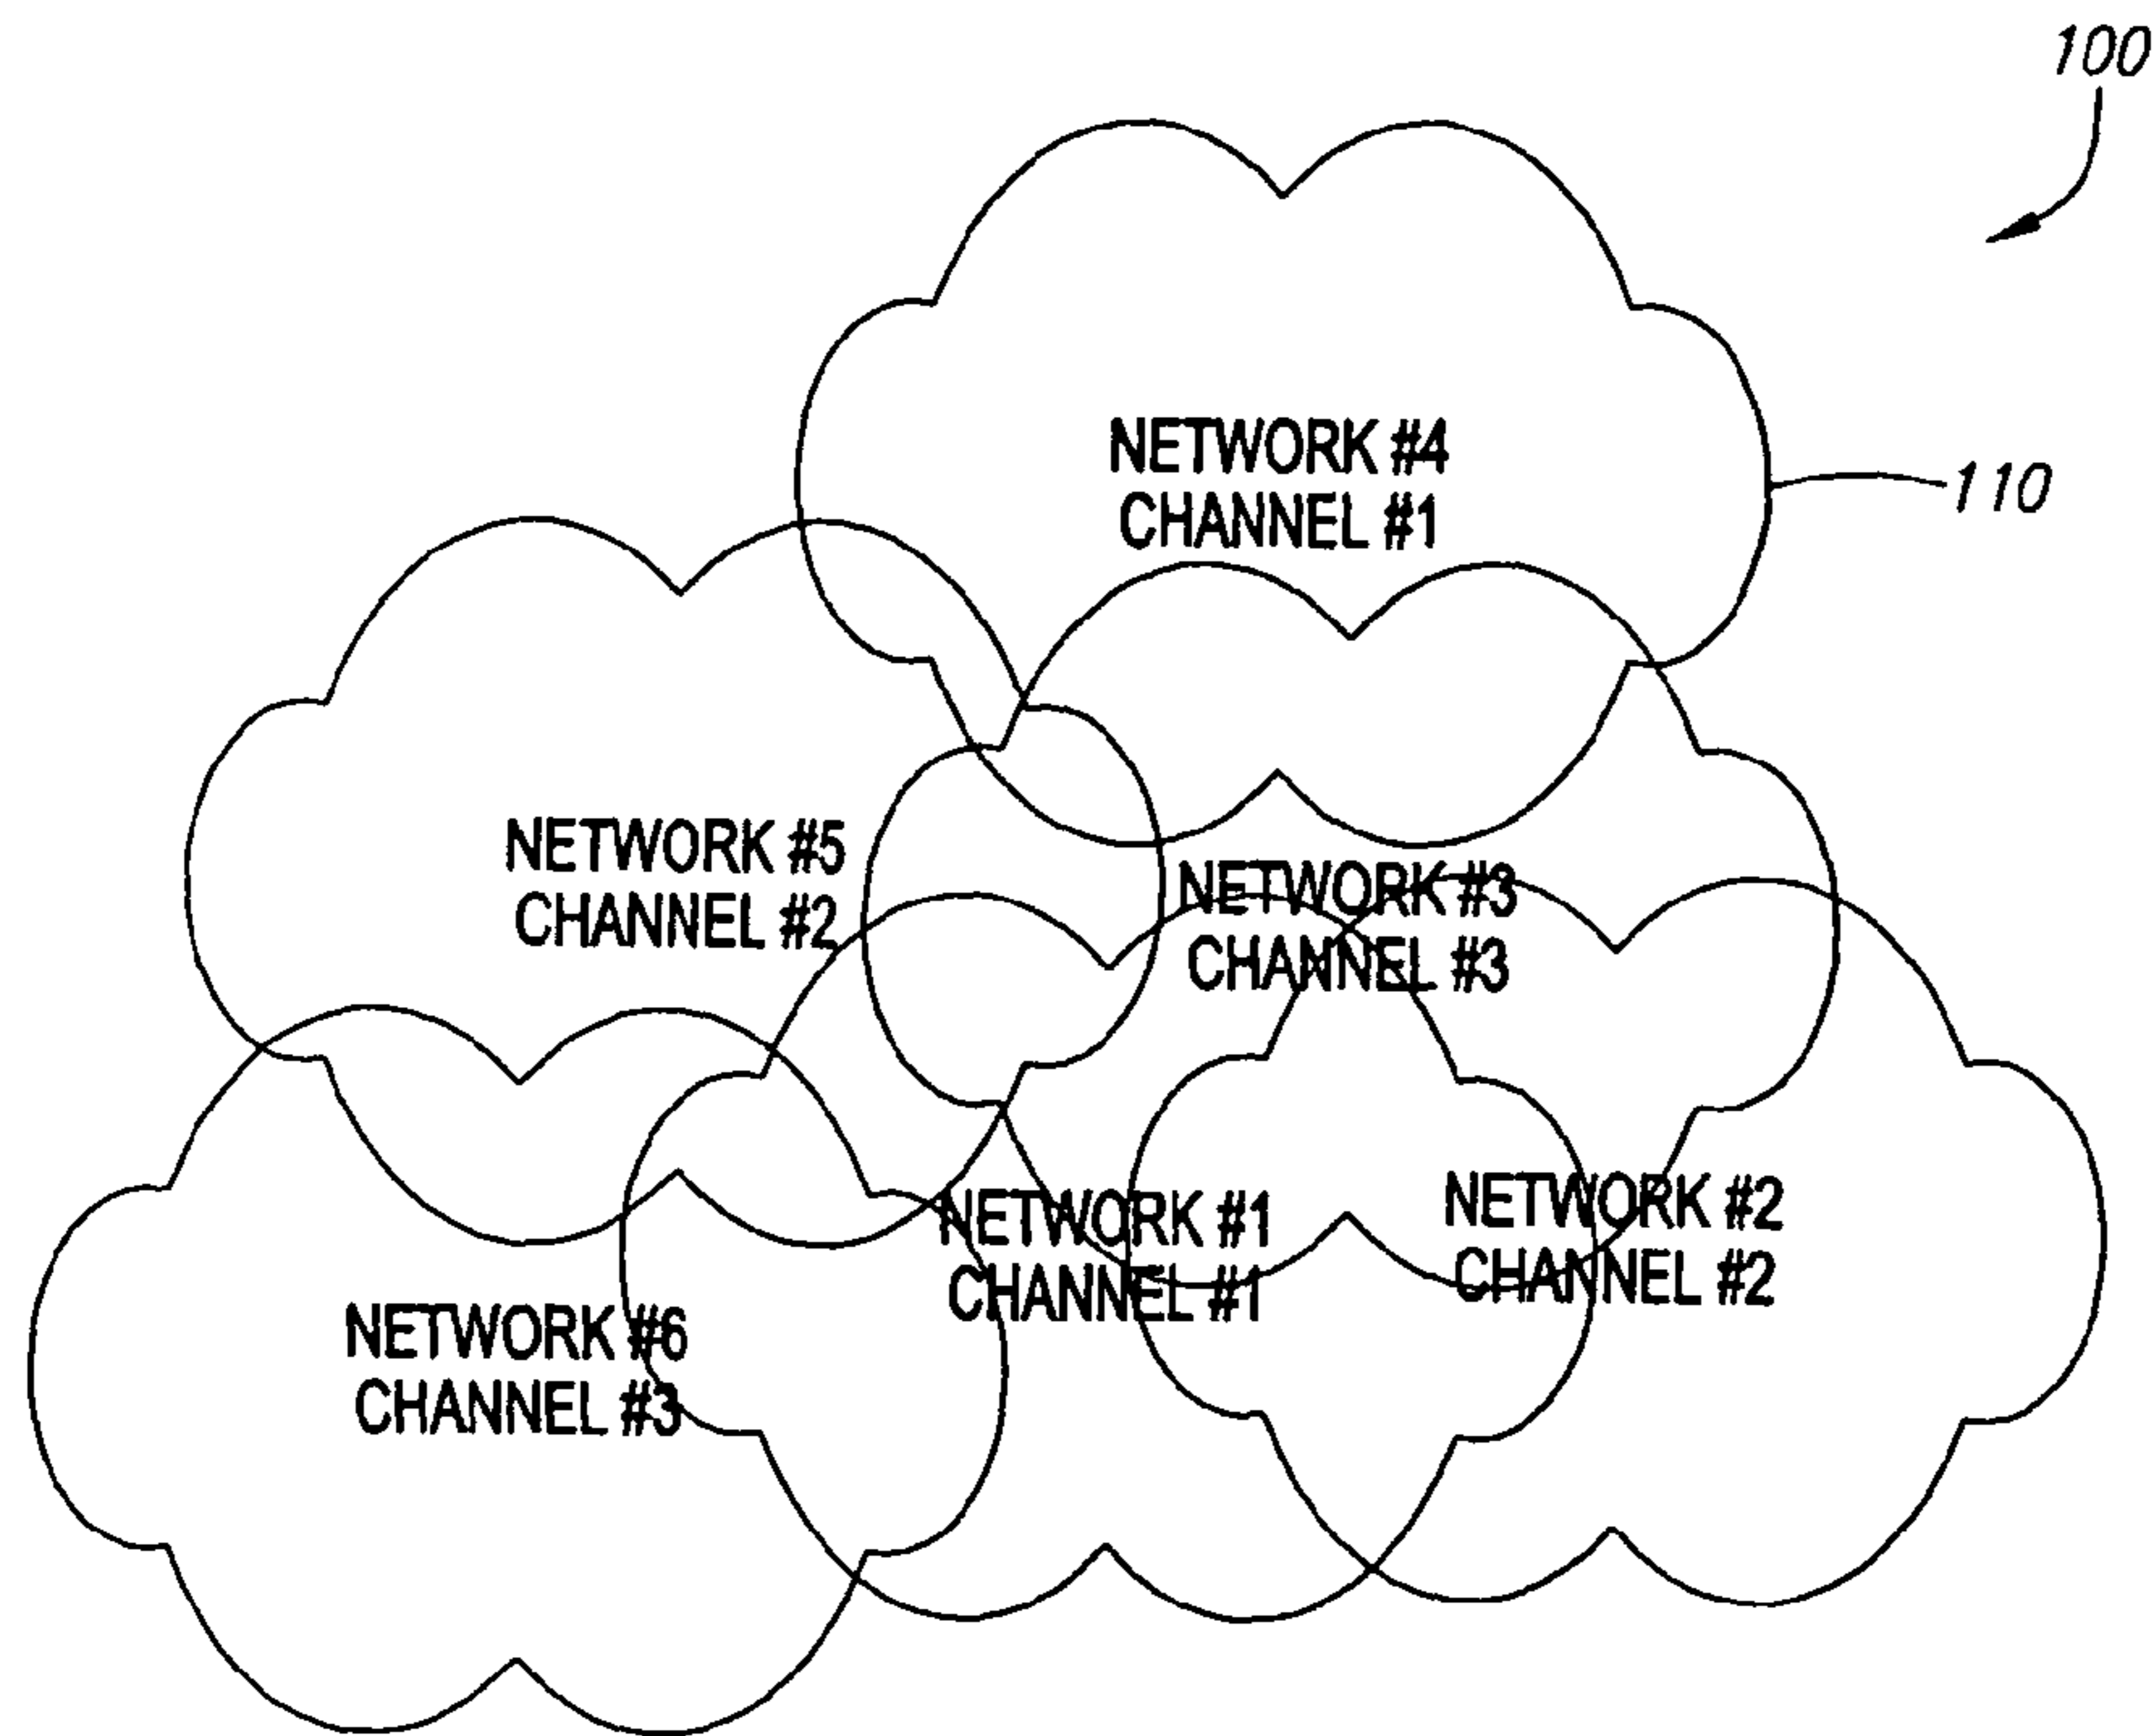 100
NETWORK #4
CHANNEL #1
110
NETWORK #5
CHANNEL #2
NETWORK #3
CHANNEL #3
NETWORK #1
CHANNEL #1
NETWORK #2
CHANNEL #2
NETWORK #6
CHANNEL #3